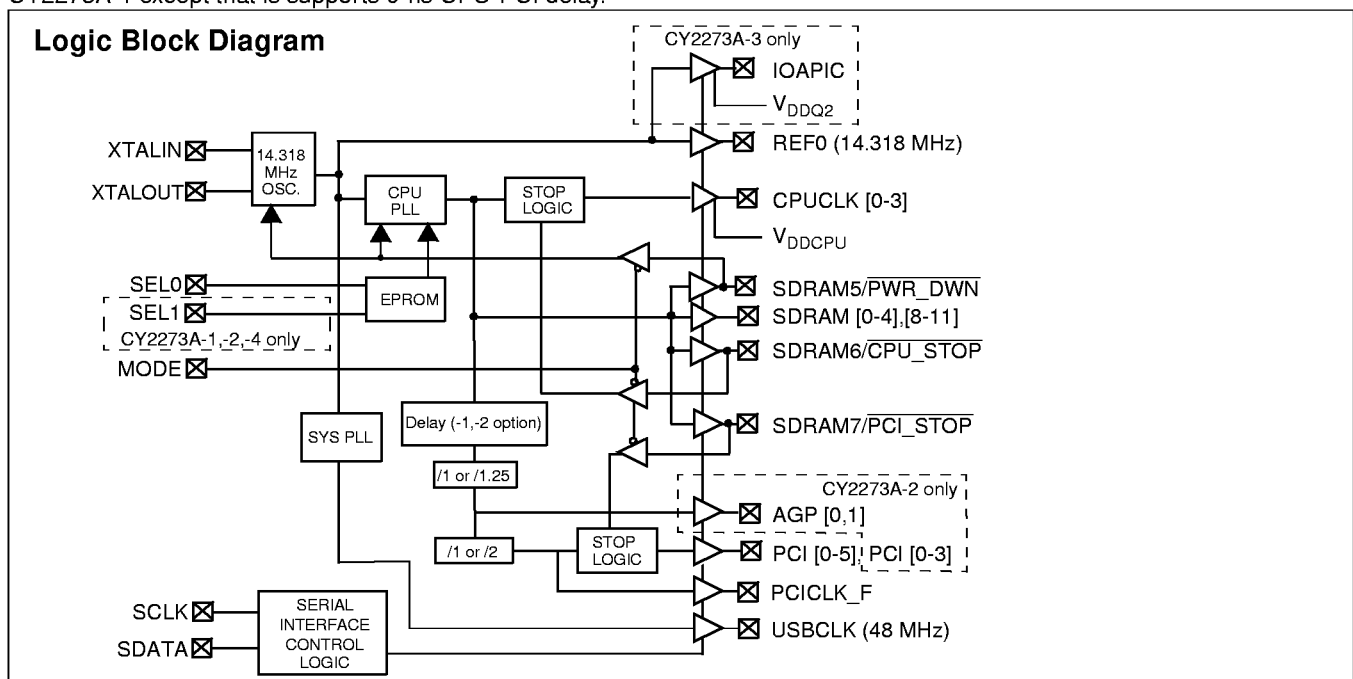 CY2273A-1 except that is supports 0-ns CPU-PCI delay.
Logic Block Diagram
CY2273A-3 only
IOAPIC
VDDQ2
XTALIN
14.318
MHz
OSC.
REF0 (14.318 MHz)
XTALOUT
CPU
PLL
STOP
LOGIC
CPUCLK [0-3]
VDDCPU
SEL0
EPROM
SDRAM5/PWR_DWN
SEL1
SDRAM [0-4],[8-11]
CY2273A-1,-2,-4 only
SDRAM6/CPU_STOP
MODE
SYS PLL
Delay (-1,-2 option)
SDRAM7/PCI_STOP
/1 or /1.25
CY2273A-2 only
AGP [0,1]
/1 or /2
STOP
LOGIC
PCI [0-5], PCI [0-3]
PCICLK_F
SCLK
SERIAL
INTERFACE
CONTROL
LOGIC
USBCLK (48 MHz)
SDATA